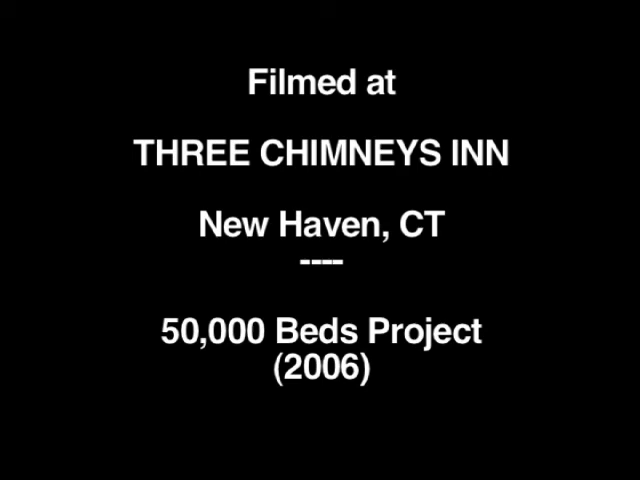 Filmed at
THREE CHIMNEYS INN
New Haven, CT
----
50,000 Beds Project
(2006)